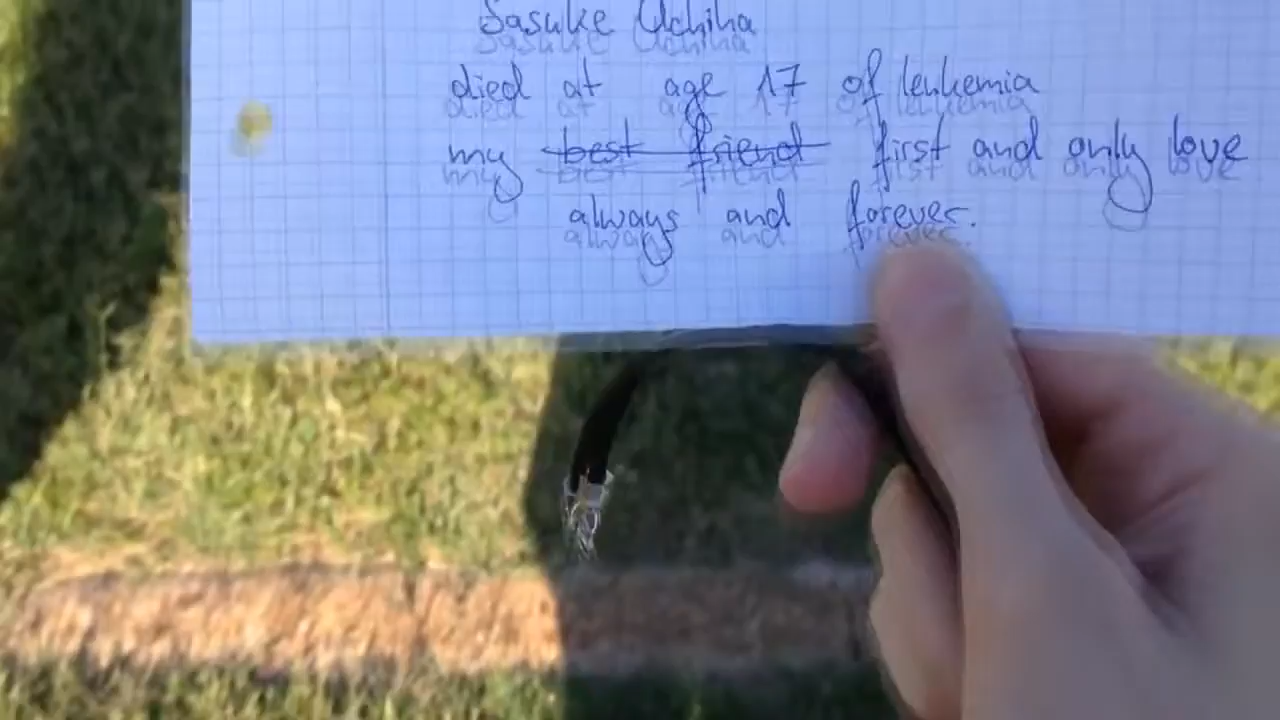 Sasuke Uchiha
died at age 17 of leukemia
my best friend first and only love
always and forever.